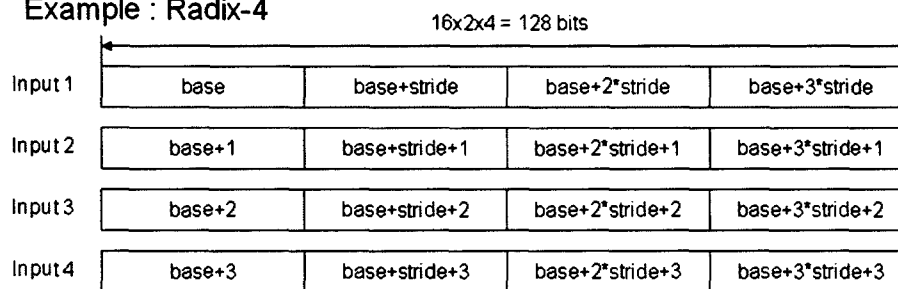 Example : Radix-4
16x2x4 = 128 bits
Input 1 base base+stride base+2*stride base+3*stride
Input 2 base+1 base+stride+1 base+2*stride+1 base+3*stride+1
Input 3 base+2 base+stride+2 base+2*stride+2 base+3*stride+2
Input 4 base+3 base+stride+3 base+2*stride+3 base+3*stride+3